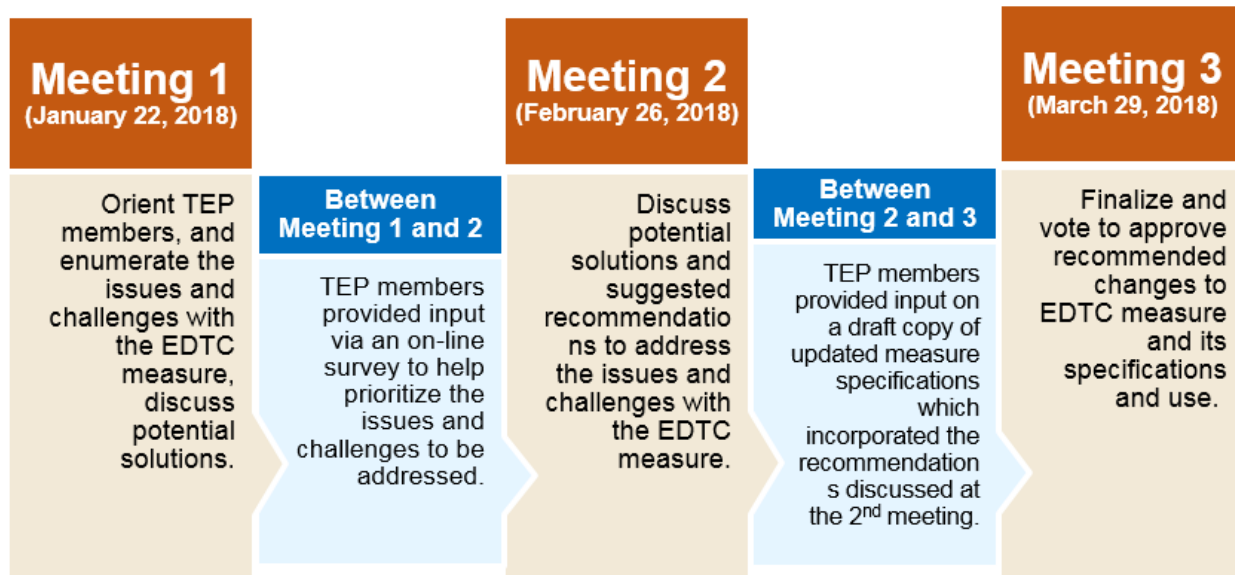 Meeting 1
(January 22, 2018)
Orient TEP
members, and
enumerate the
issues and
challenges with
the EDTC
measure,
discuss
potential
solutions.
Between
Meeting 1 and 2
TEP members
provided input
via an on-line
survey to help
prioritize the
issues and
challenges to be
addressed.
Meeting 2
(February 26, 2018)
Discuss
potential
solutions and
suggested
recommendatio
ns to address
the issues and
challenges with
the EDTC
measure.
Between
Meeting 2 and 3
TEP members
provided input on
a draft copy of
updated measure
specifications
which
incorporated the
recommendation
s discussed at
the 2nd meeting.
Meeting 3
(March 29, 2018)
Finalize and
vote to approve
recommended
changes to
EDTC measure
and its
specifications
and use.